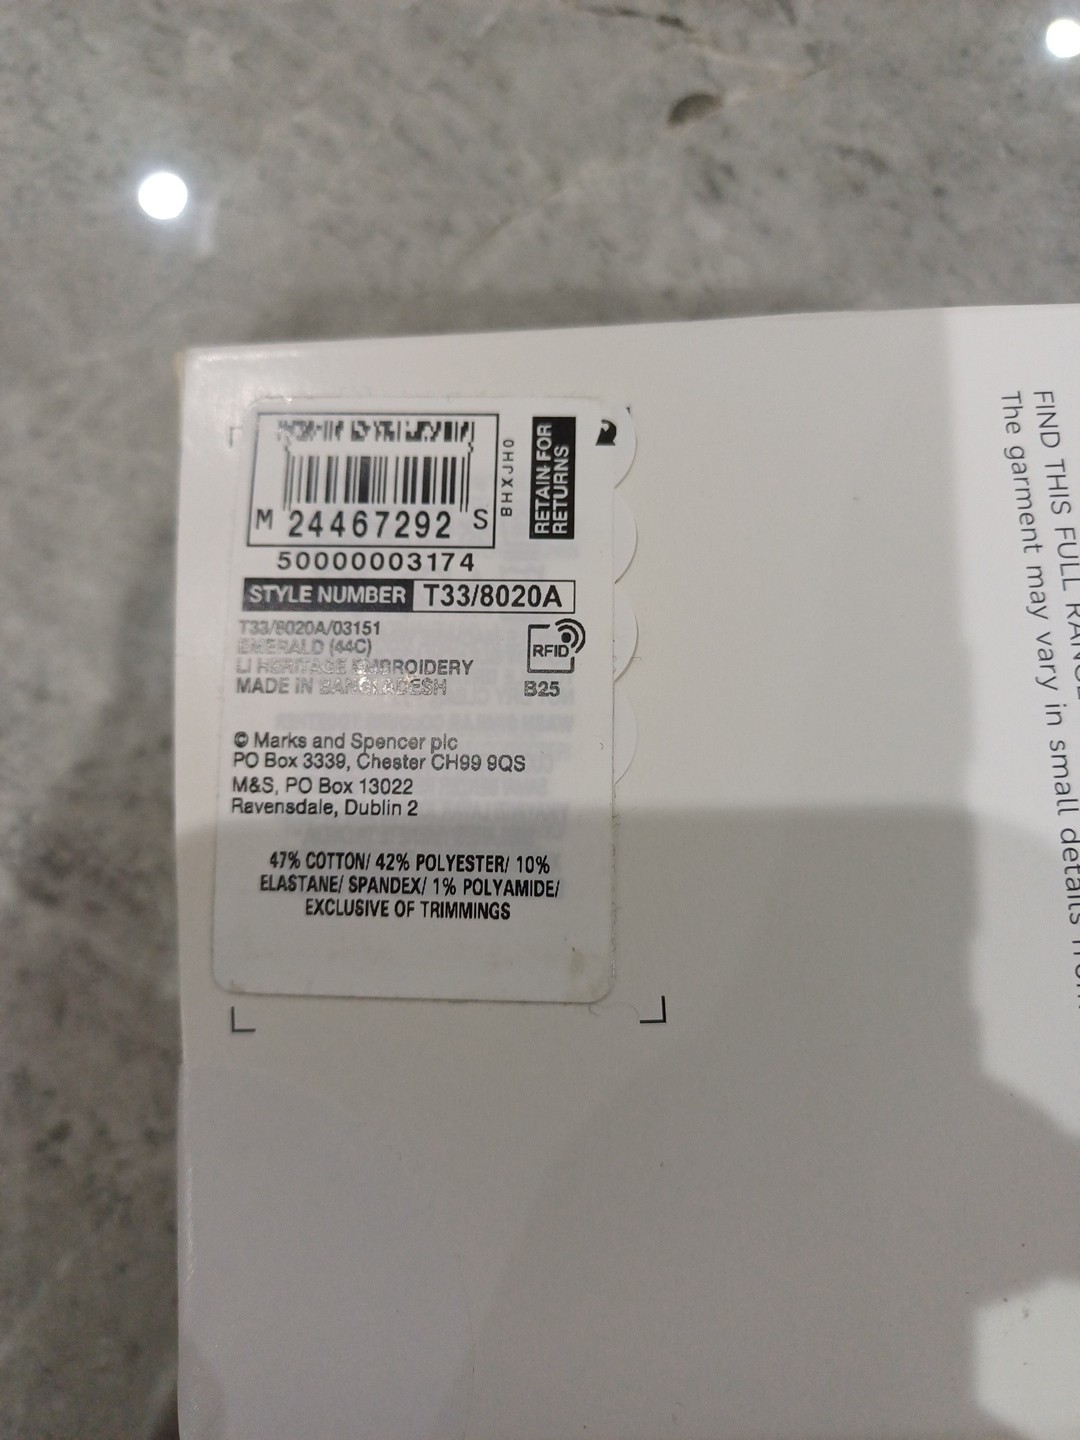 M 24467292 S
BHXJH0
RETAIN FOR
RETURNS
50000003174
STYLE NUMBER T33/8020A
T33/8020A/03151
EMERALD (44C)
LI HERITAGE EMBROIDERY
MADE IN BANGLADESH
RFID
B25
© Marks and Spencer plc
PO Box 3339, Chester CH99 9QS
M&S, PO Box 13022
Ravensdale, Dublin 2
47% COTTON/ 42% POLYESTER/ 10%
ELASTANE/ SPANDEX/ 1% POLYAMIDE/
EXCLUSIVE OF TRIMMINGS
FIND THIS FULL RANGE
The garment may vary in small details from